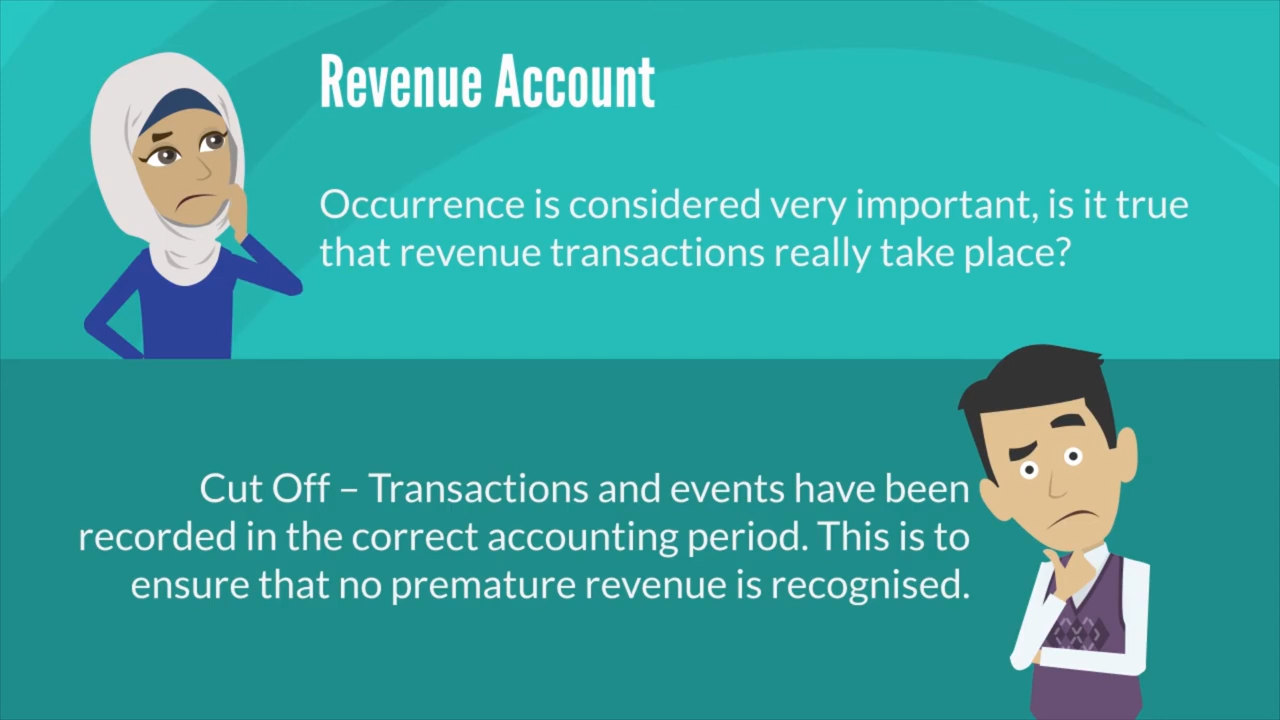 Revenue Account
Occurrence is considered very important, is it true
that revenue transactions really take place?
Cut Off – Transactions and events have been
recorded in the correct accounting period. This is to
ensure that no premature revenue is recognised.